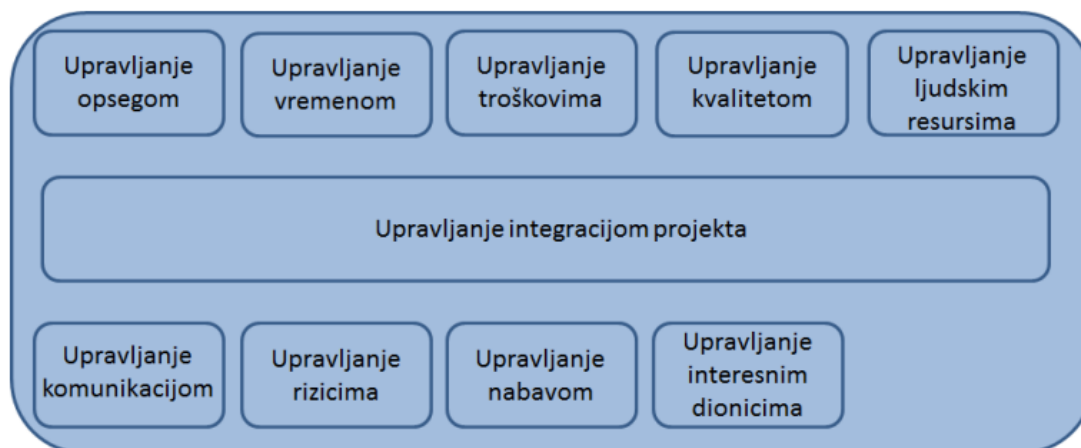 Upravljanje
opsegom
Upravljanje
vremenom
Upravljanje
troškovima
Upravljanje
kvalitetom
Upravljanje
ljudskim
resursima
Upravljanje integracijom projekta
Upravljanje
komunikacijom
Upravljanje
rizicima
Upravljanje
nabavom
Upravljanje
interesnim
dionicima